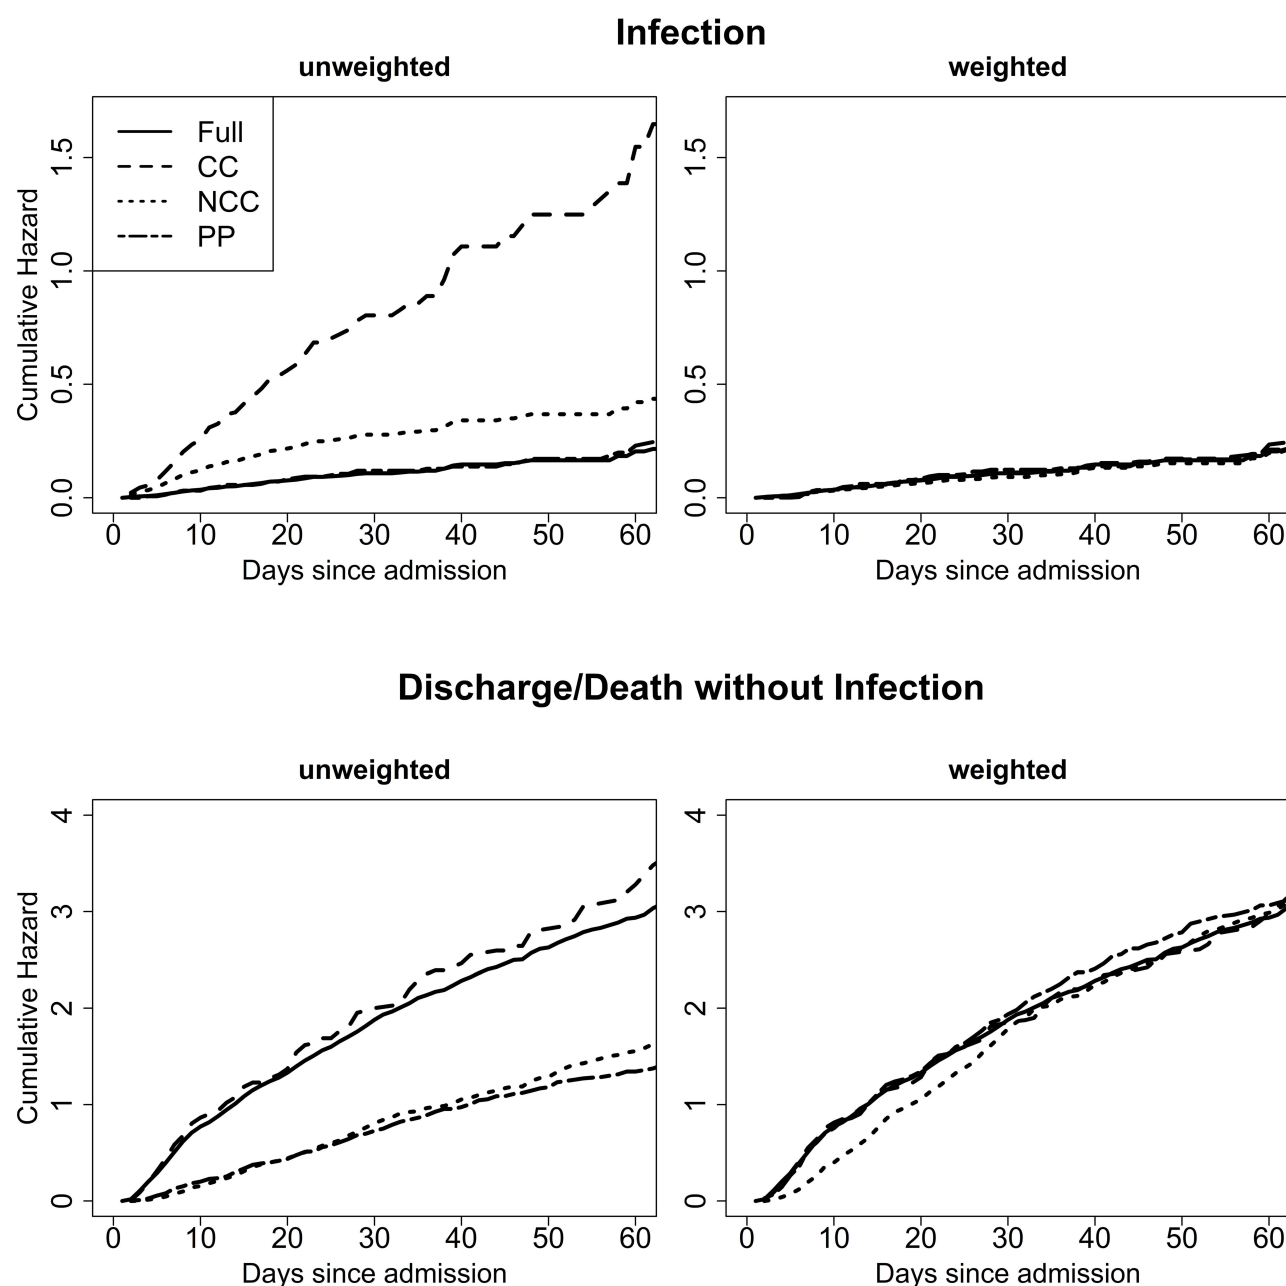 Infection
unweighted
weighted
Full
CC
NCC
PP
Cumulative Hazard
0.0 0.5 1.0 1.5
0.0 0.5 1.0 1.5
0 10 20 30 40 50 60
0 10 20 30 40 50 60
Days since admission
Days since admission
Discharge/Death without Infection
unweighted
weighted
Cumulative Hazard
0 1 2 3 4
0 1 2 3 4
0 10 20 30 40 50 60
0 10 20 30 40 50 60
Days since admission
Days since admission